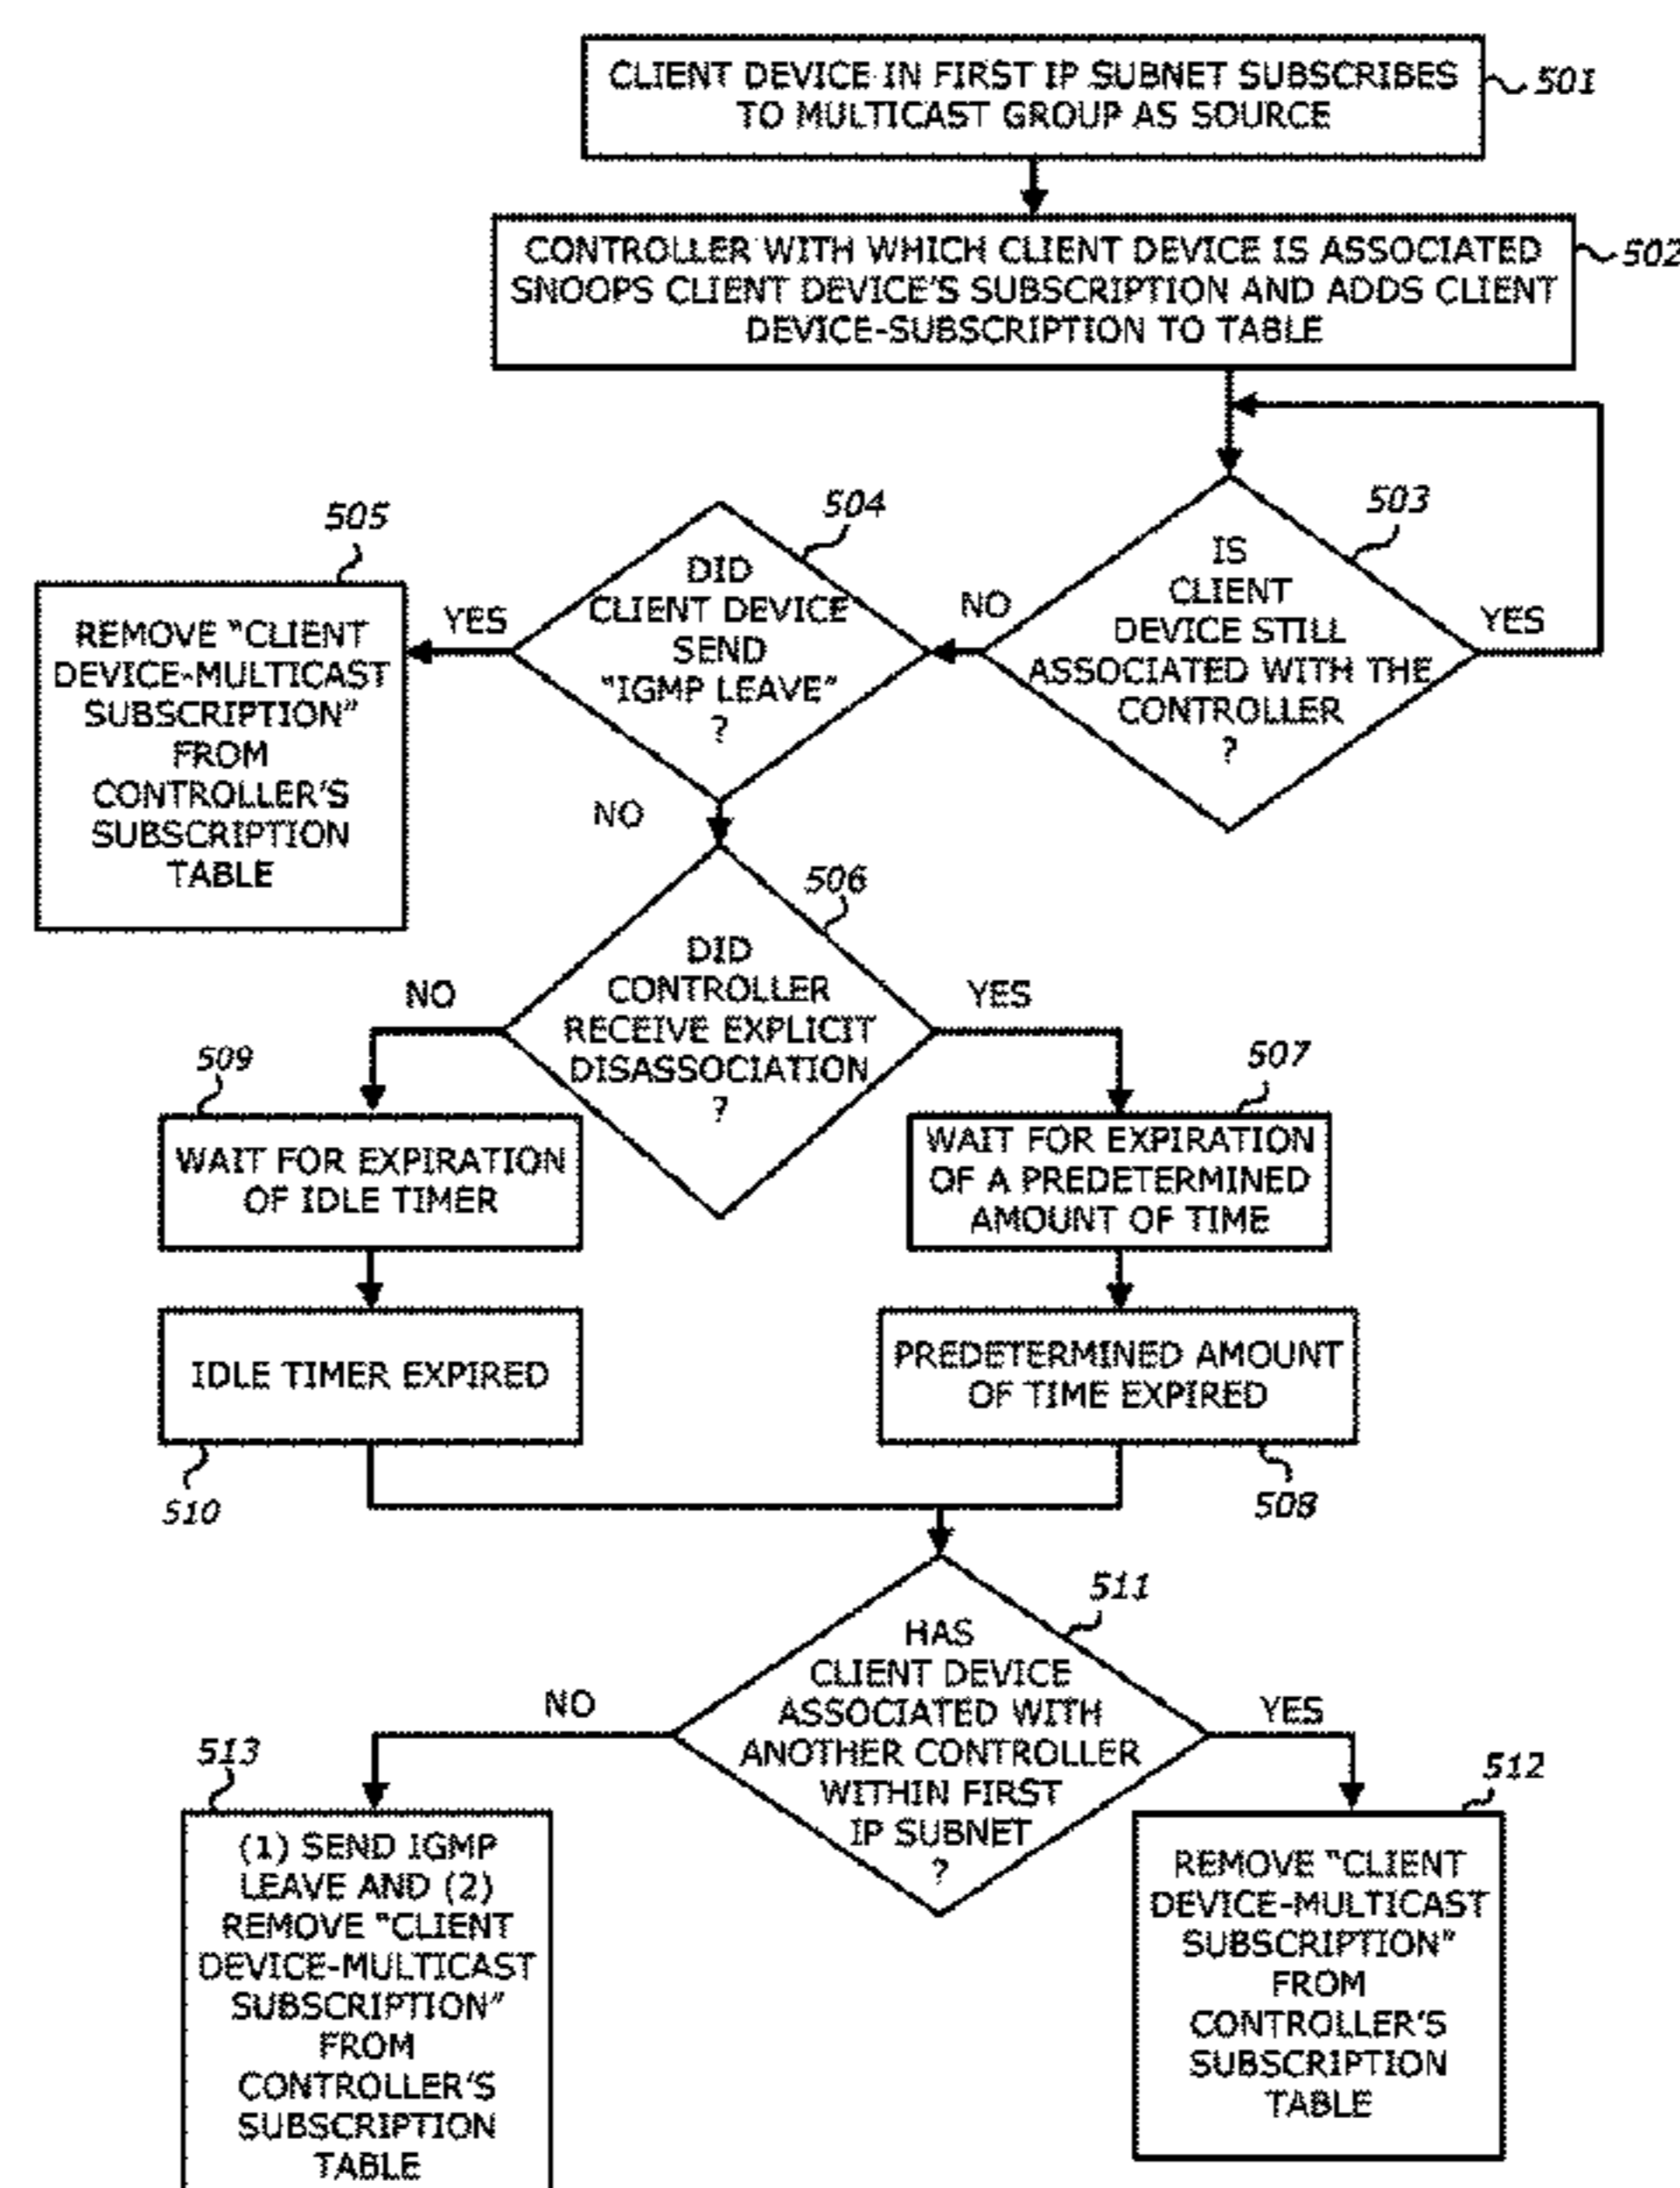 CLIENT DEVICE IN FIRST IP SUBNET SUBSCRIBES
TO MULTICAST GROUP AS SOURCE
501
CONTROLLER WITH WHICH CLIENT DEVICE IS ASSOCIATED
SNOOPS CLIENT DEVICE'S SUBSCRIPTION AND ADDS CLIENT
DEVICE-SUBSCRIPTION TO TABLE
502
503
IS
CLIENT
DEVICE STILL
ASSOCIATED WITH THE
CONTROLLER
?
YES
NO
504
DID
CLIENT DEVICE
SEND
"IGMP LEAVE"
?
YES
NO
505
REMOVE "CLIENT
DEVICE-MULTICAST
SUBSCRIPTION"
FROM
CONTROLLER'S
SUBSCRIPTION
TABLE
506
DID
CONTROLLER
RECEIVE EXPLICIT
DISASSOCIATION
?
NO
YES
509
WAIT FOR EXPIRATION
OF IDLE TIMER
507
WAIT FOR EXPIRATION
OF A PREDETERMINED
AMOUNT OF TIME
IDLE TIMER EXPIRED
510
PREDETERMINED AMOUNT
OF TIME EXPIRED
508
511
HAS
CLIENT DEVICE
ASSOCIATED WITH
ANOTHER CONTROLLER
WITHIN FIRST
IP SUBNET
?
NO
YES
513
(1) SEND IGMP
LEAVE AND (2)
REMOVE "CLIENT
DEVICE-MULTICAST
SUBSCRIPTION"
FROM
CONTROLLER'S
SUBSCRIPTION
TABLE
512
REMOVE "CLIENT
DEVICE-MULTICAST
SUBSCRIPTION"
FROM
CONTROLLER'S
SUBSCRIPTION
TABLE